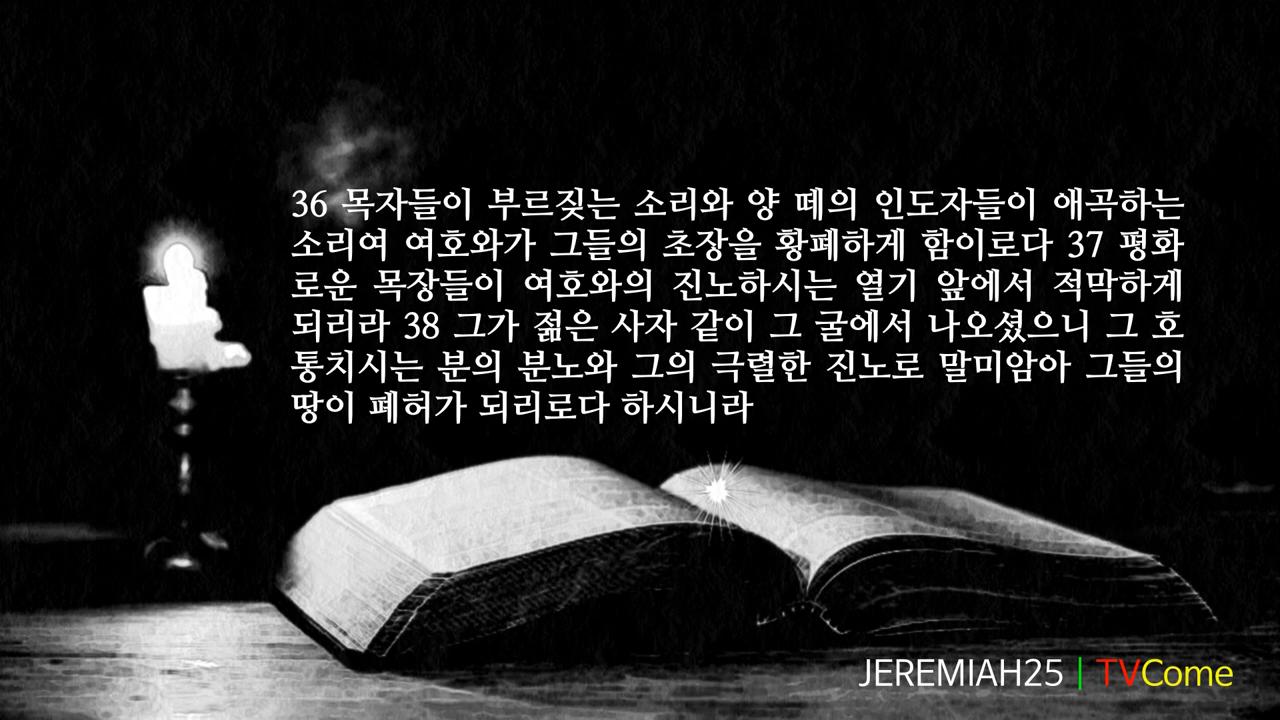 36 목자들이 부르짖는 소리와 양 떼의 인도자들이 애곡하는
소리여 여호와가 그들의 초장을 황폐하게 함이로다 37 평화
로운 목장들이 여호와의 진노하시는 열기 앞에서 적막하게
되리라 38 그가 젊은 사자 같이 그 굴에서 나오셨으니 그 호
통치시는 분의 분노와 그의 극렬한 진노로 말미암아 그들의
땅이 폐허가 되리로다 하시니라
JEREMIAH25 | TVCome